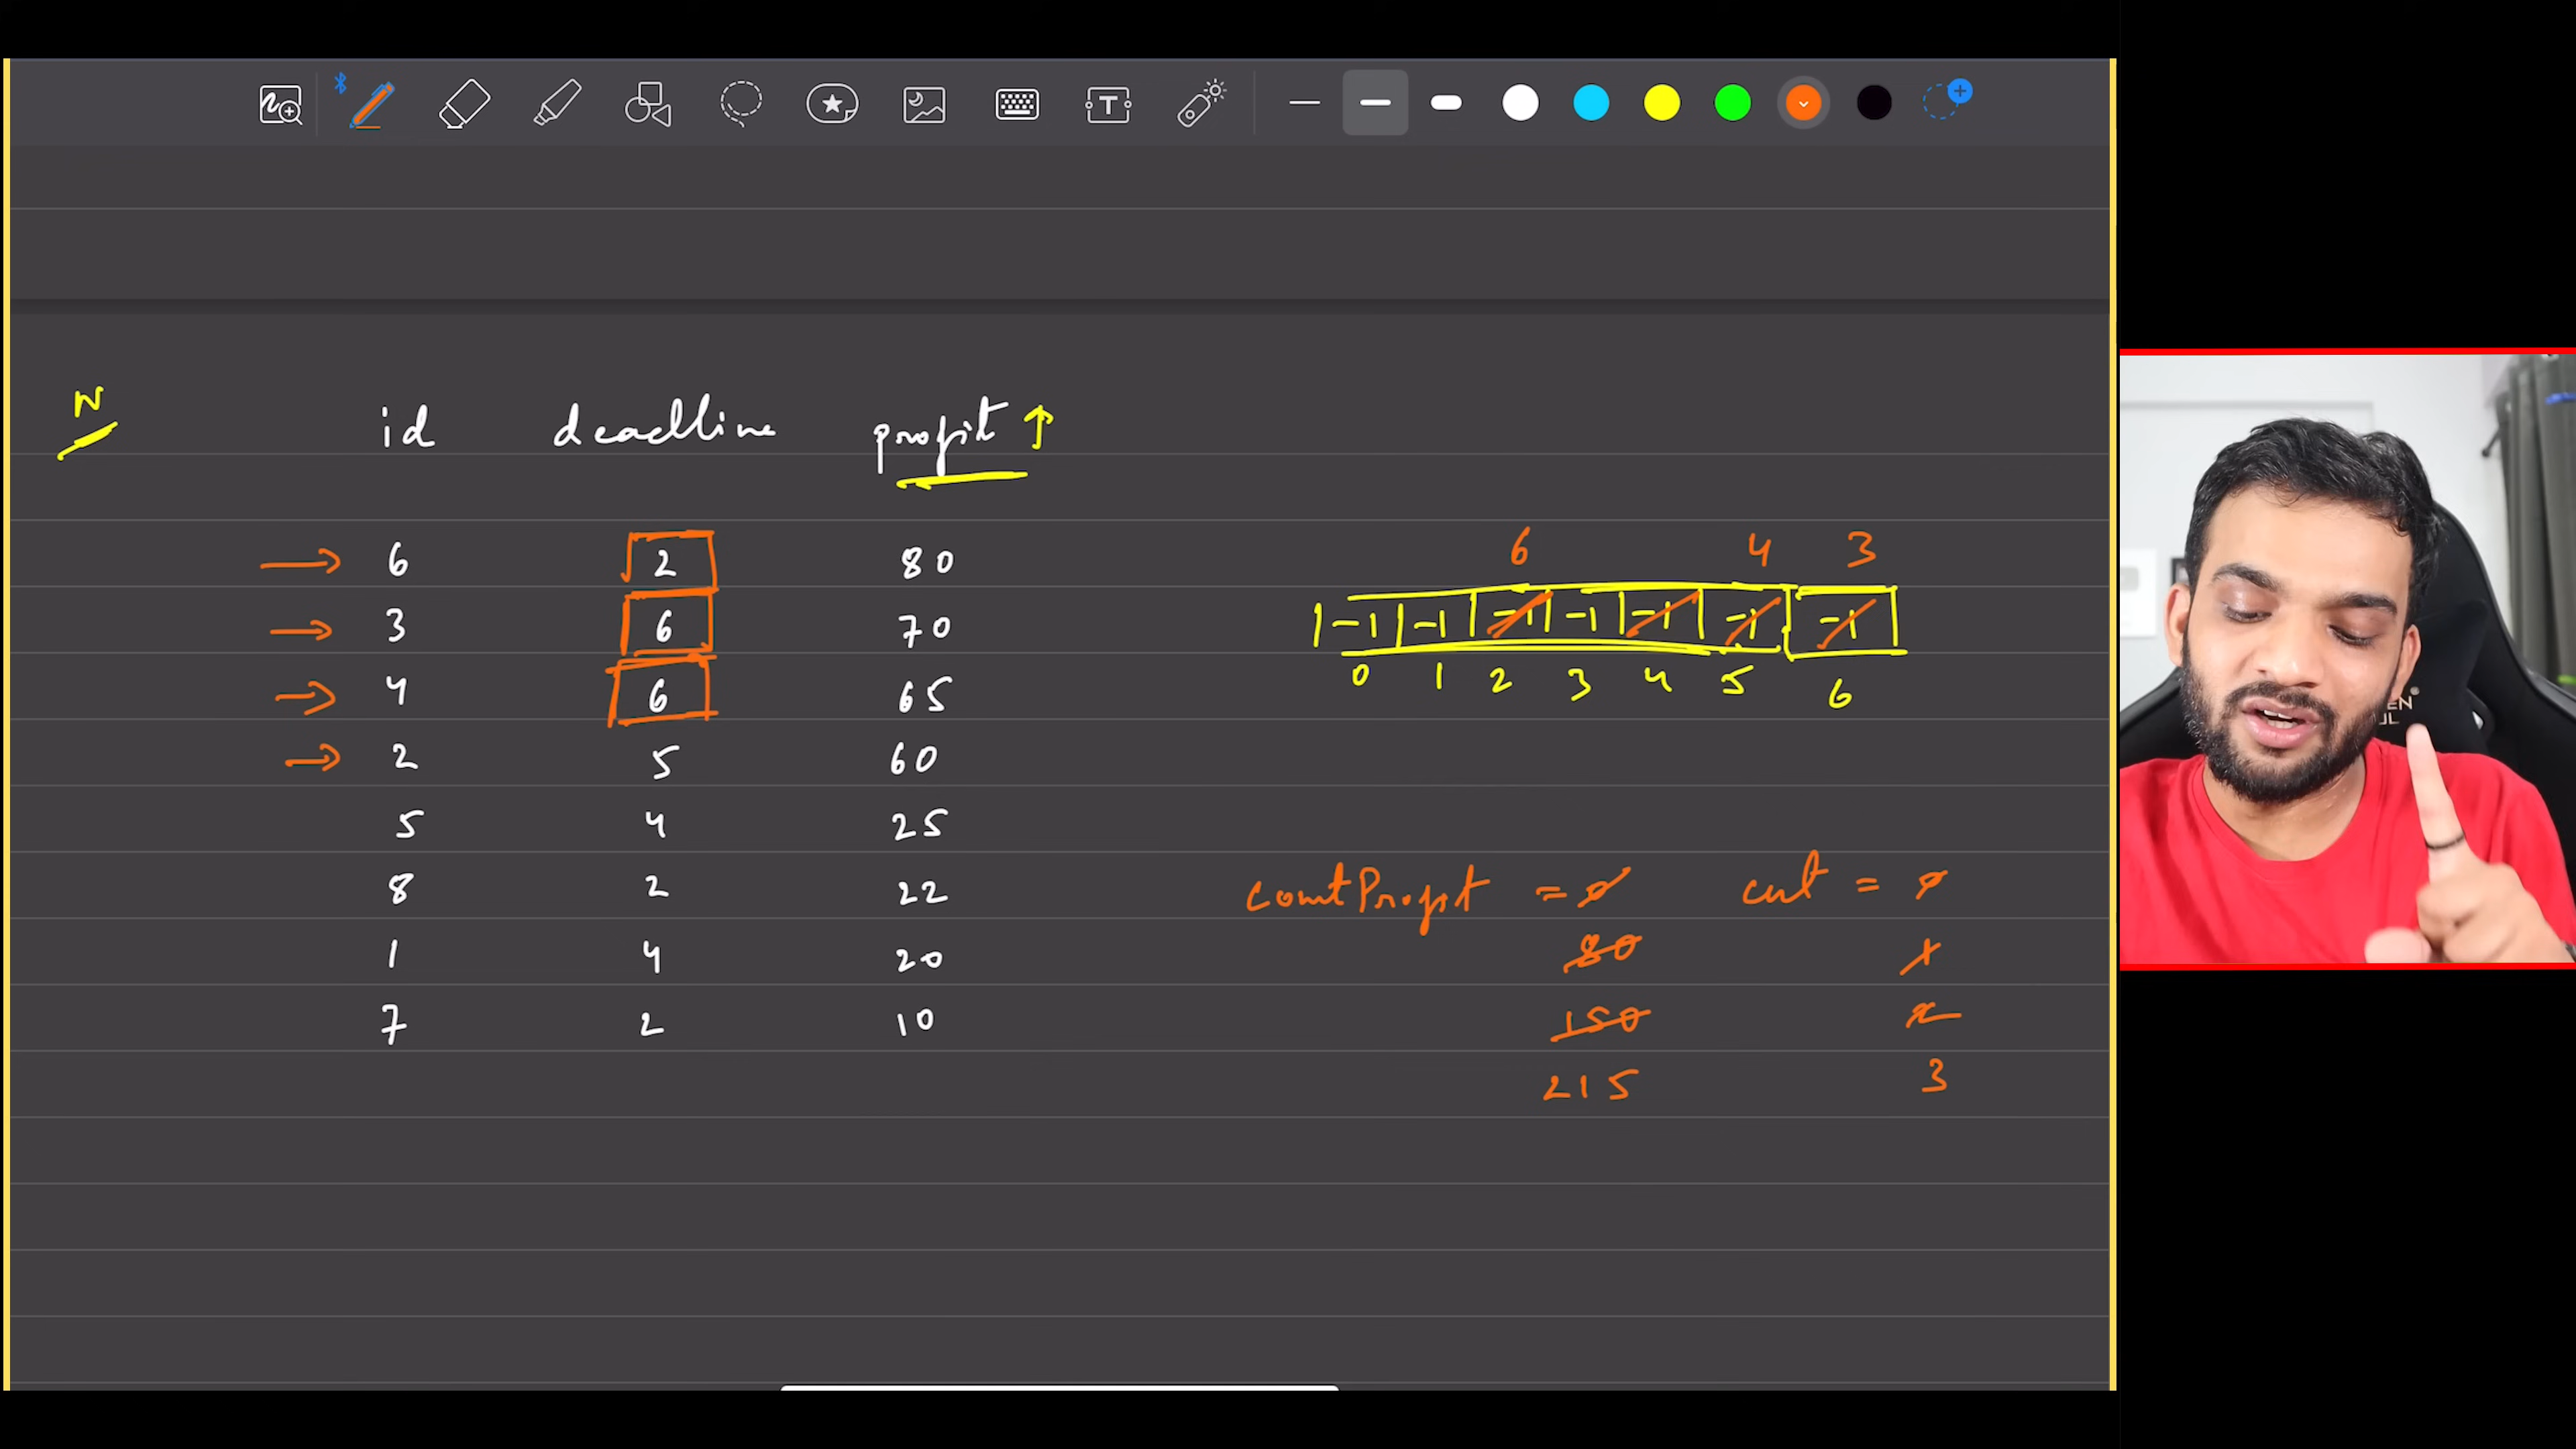 N
id deadline profit ↑
→ 6 2 80
→ 3 6 70
→ 4 6 65
→ 2 5 60
5 4 25
8 2 22
1 4 20
7 2 10
6 4 3
-1 -1 -1 -1 -1 -1 -1
0 1 2 3 4 5 6
countProfit = 0 cnt = 0
80 1
150 2
215 3
T